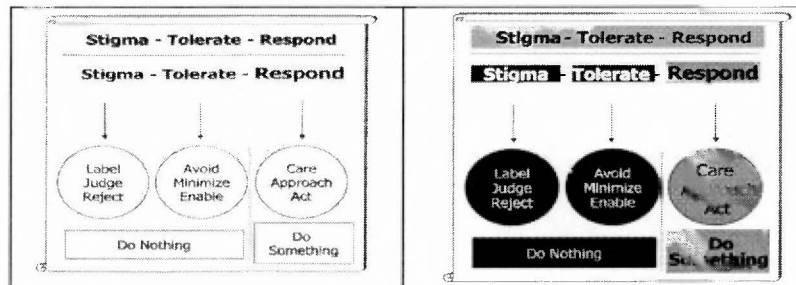 Stigma - Tolerate - Respond
Stigma - Tolerate - Respond
Label
Judge
Reject
Avoid
Minimize
Enable
Care
Approach
Act
Do Nothing
Do
Something
Stigma - Tolerate - Respond
Stigma - Tolerate - Respond
Label
Judge
Reject
Avoid
Minimize
Enable
Care
Act
Do Nothing
Do
Something